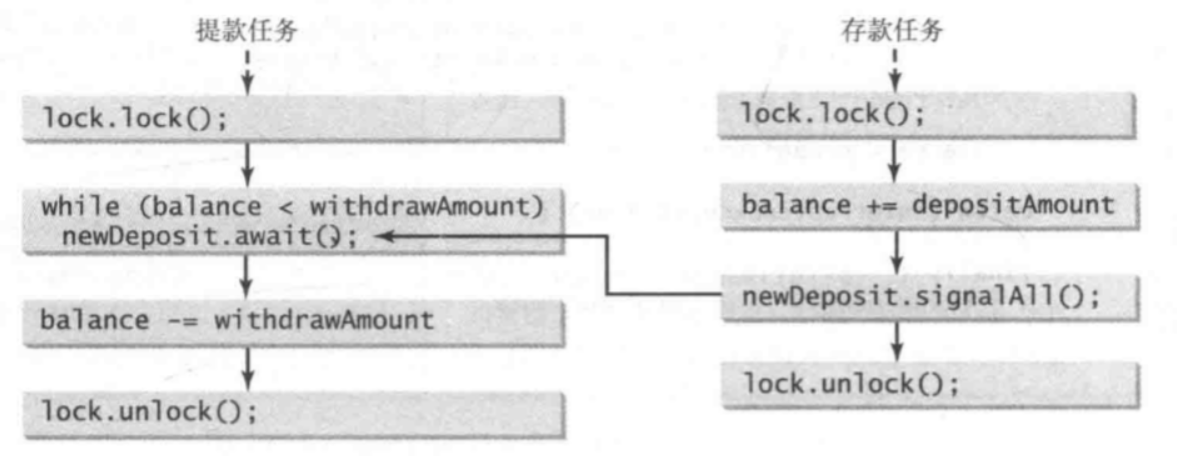 提款任务
lock.lock();
while (balance < withdrawAmount)
newDeposit.await();
balance -= withdrawAmount
lock.unlock();
存款任务
lock.lock();
balance += depositAmount
newDeposit.signalAll();
lock.unlock();